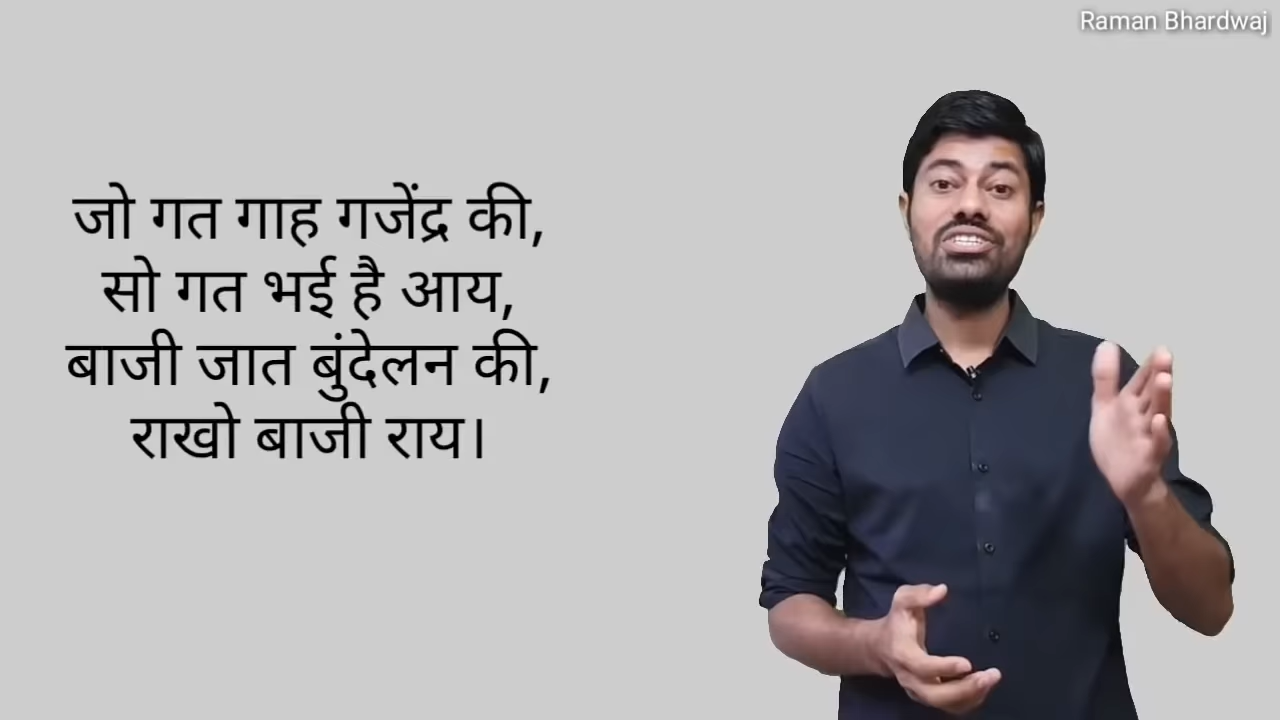 Raman Bhardwaj
जो गत गाह गजेंद्र की,
सो गत भई है आय,
बाजी जात बुंदेलन की,
राखो बाजी राय।